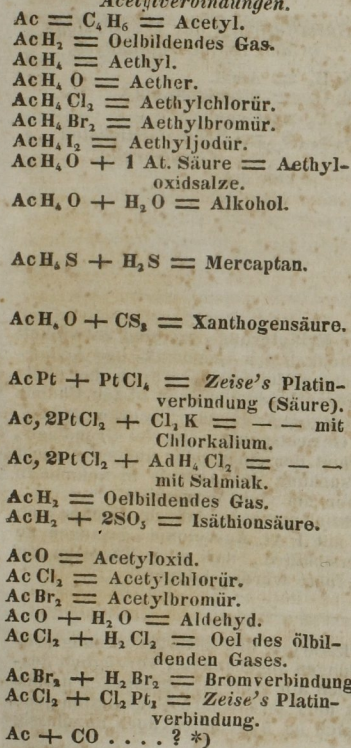 Acetylverbindungen.
Ac = C₄H₆ = Acetyl.
AcH₂ = Oelbildendes Gas.
AcH₄ = Aethyl.
AcH₄O = Aether.
AcH₄Cl₂ = Aethylchlorür.
AcH₄Br₂ = Aethylbromür.
AcH₄I₂ = Aethyljodür.
AcH₄O + 1 At. Säure = Aethyl-
oxidsalze.
AcH₄O + H₂O = Alkohol.
AcH₄S + H₂S = Mercaptan.
AcH₄O + CS₂ = Xanthogensäure.
AcPt + PtCl₄ = Zeise's Platin-
verbindung (Säure).
Ac, 2PtCl₂ + Cl₂K = — — mit
Chlorkalium.
Ac, 2PtCl₂ + AdH₄Cl₂ = — —
mit Salmiak.
AcH₂ = Oelbildendes Gas.
AcH₂ + 2SO₃ = Isäthionsäure.
AcO = Acetyloxid.
AcCl₂ = Acetylchlorür.
AcBr₂ = Acetylbromür.
AcO + H₂O = Aldehyd.
AcCl₂ + H₂Cl₂ = Oel des ölbil-
denden Gases.
AcBr₂ + H₂Br₂ = Bromverbindung
AcCl₂ + Cl₂Pt₂ = Zeise's Platin-
verbindung.
Ac + CO . . . . ? *)